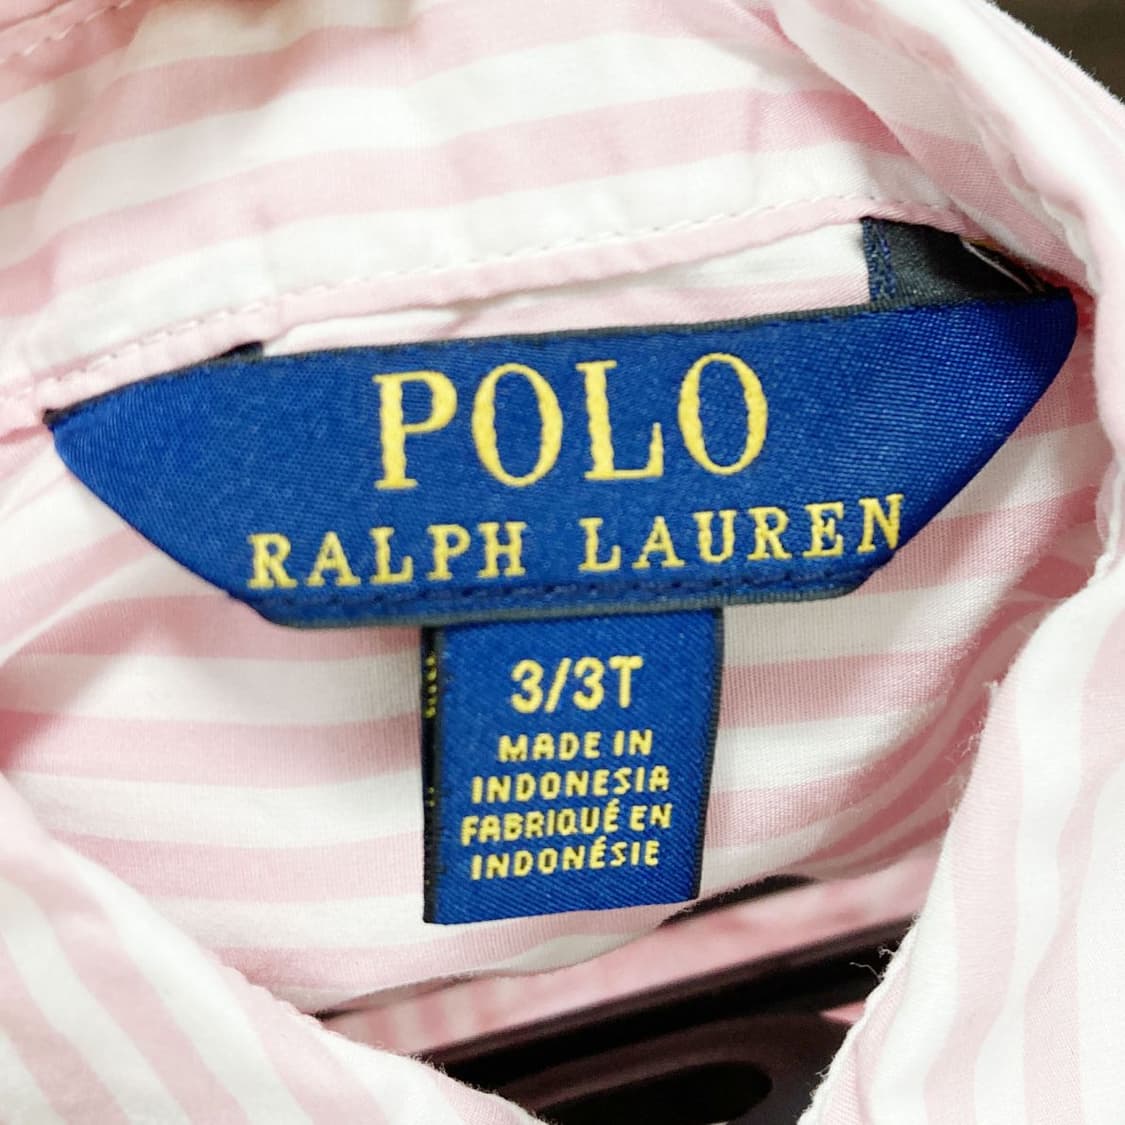 POLO
RALPH LAUREN
3/3T
MADE IN
INDONESIA
FABRIQUÉ EN
INDONÉSIE